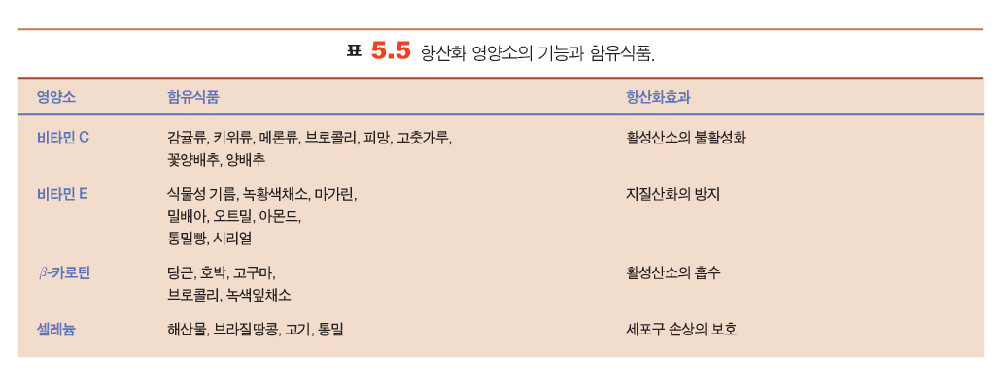 표 5.5 항산화 영양소의 기능과 함유식품.
영양소 함유식품 항산화효과
비타민 C 감귤류, 키위류, 메론류, 브로콜리, 피망, 고춧가루, 활성산소의 불활성화
꽃양배추, 양배추
비타민 E 식물성 기름, 녹황색채소, 마가린, 지질산화의 방지
밀배아, 오트밀, 아몬드,
통밀빵, 시리얼
β-카로틴 당근, 호박, 고구마, 활성산소의 흡수
브로콜리, 녹색잎채소
셀레늄 해산물, 브라질땅콩, 고기, 통밀 세포구 손상의 보호